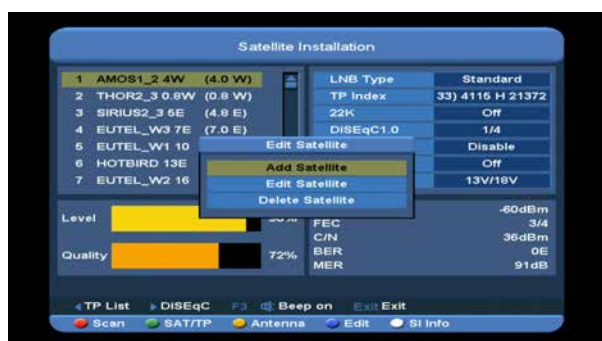 Satellite Installation
1 AMOS1_2 4W (4.0 W)
2 THOR2_3 0.8W (0.8 W)
3 SIRIUS2_3 5E (4.8 E)
4 EUTEL_W3 7E (7.0 E)
5 EUTEL_W1 10
6 HOTBIRD 13E
7 EUTEL_W2 16
LNB Type Standard
TP Index 33) 4115 H 21372
22K Off
DiSEqC1.0 1/4
Disable
Off
13V/18V
Edit Satellite
Add Satellite
Edit Satellite
Delete Satellite
Level
Quality 72%
-60dBm
FEC 3/4
C/N 36dBm
BER 0E
MER 91dB
TP List DiSEqC F3 Beep on Exit Exit
Scan SAT/TP Antenna Edit SI Info